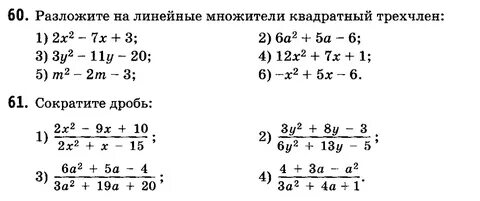 60. Разложите на линейные множители квадратный трехчлен:
1) 2x² – 7x + 3; 2) 6a² + 5a – 6;
3) 3y² – 11y – 20; 4) 12x² + 7x + 1;
5) m² – 2m – 3; 6) –x² + 5x – 6.
61. Сократите дробь:
1) (2x² – 9x + 10)/(2x² + x – 15); 2) (3y² + 8y – 3)/(6y² + 13y – 5);
3) (6a² + 5a – 4)/(3a² + 19a + 20); 4) (4 + 3a – a²)/(3a² + 4a + 1).